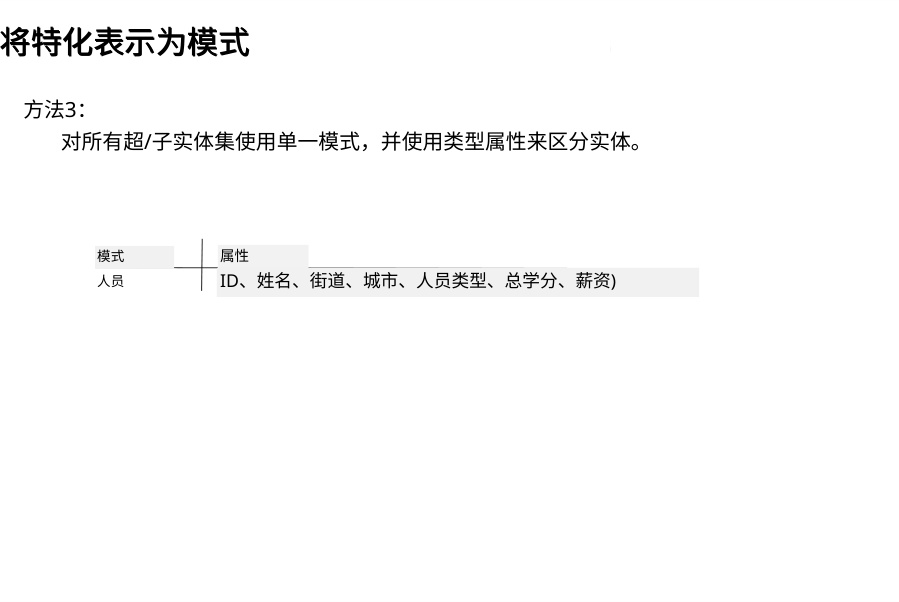 将特化表示为模式
方法3：
对所有超/子实体集使用单一模式，并使用类型属性来区分实体。
模式 属性
人员 ID、姓名、街道、城市、人员类型、总学分、薪资)